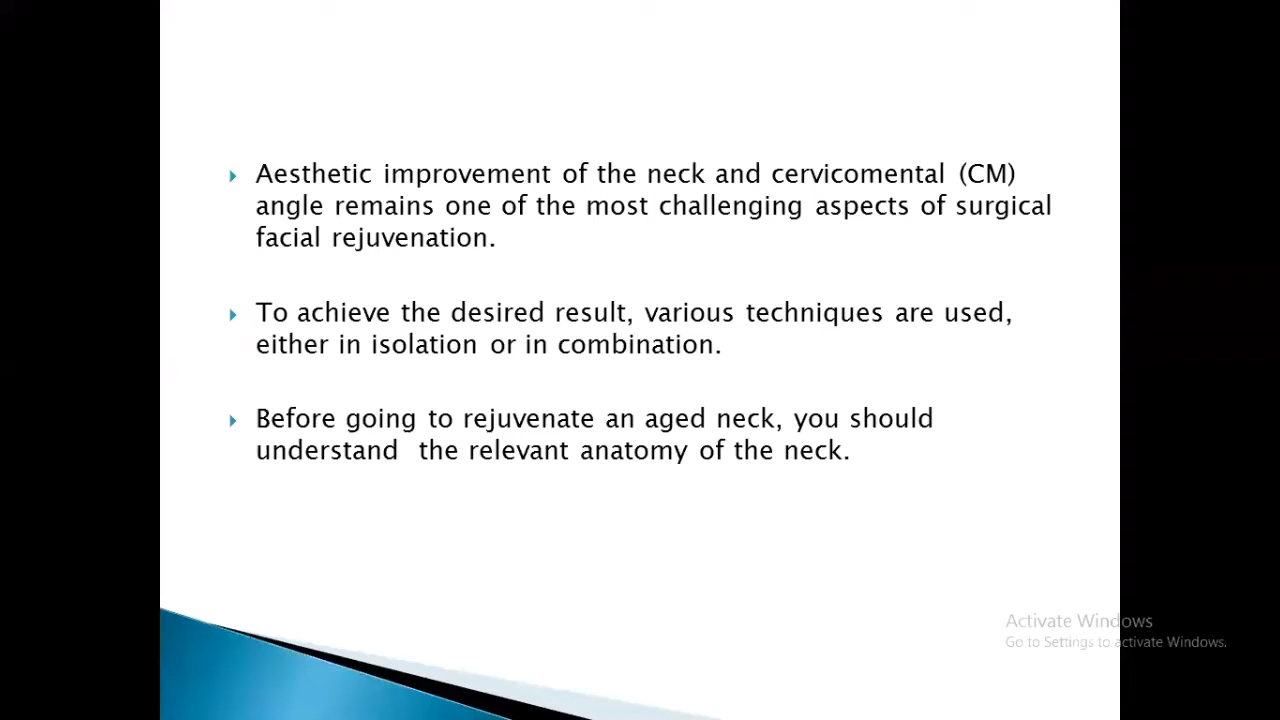 Aesthetic improvement of the neck and cervicomental (CM)
angle remains one of the most challenging aspects of surgical
facial rejuvenation.
To achieve the desired result, various techniques are used,
either in isolation or in combination.
Before going to rejuvenate an aged neck, you should
understand  the relevant anatomy of the neck.
Activate Windows
Go to Settings to activate Windows.